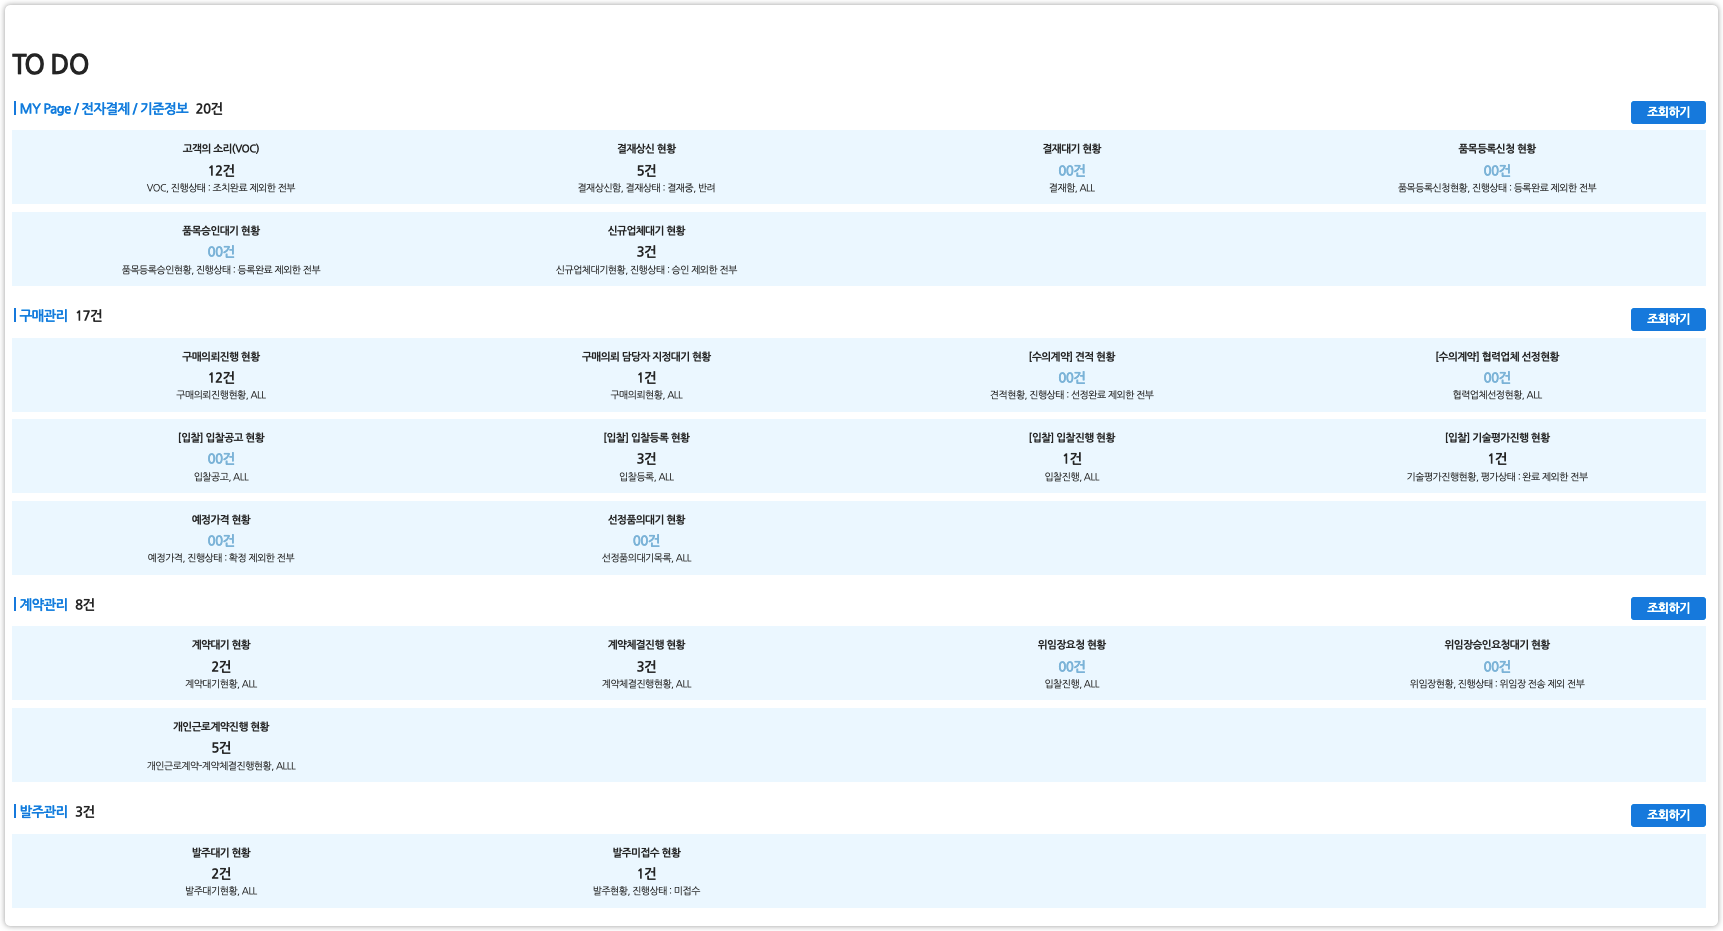 TO DO
MY Page / 전자결제 / 기준정보 20건 조회하기
고객의 소리(VOC) 결재상신 현황 결재대기 현황 품목등록신청 현황
12건 5건 00건 00건
VOC, 진행상태 : 조치완료 제외한 전부 결재상신함, 결재상태 : 결재중, 반려 결재함, ALL 품목등록신청현황, 진행상태 : 등록완료 제외한 전부
품목승인대기 현황 신규업체대기 현황
00건 3건
품목등록승인현황, 진행상태 : 등록완료 제외한 전부 신규업체대기현황, 진행상태 : 승인 제외한 전부
구매관리 17건 조회하기
구매의뢰진행 현황 구매의뢰 담당자 지정대기 현황 [수의계약] 견적 현황 [수의계약] 협력업체 선정현황
12건 1건 00건 00건
구매의뢰진행현황, ALL 구매의뢰현황, ALL 견적현황, 진행상태 : 선정완료 제외한 전부 협력업체선정현황, ALL
[입찰] 입찰공고 현황 [입찰] 입찰등록 현황 [입찰] 입찰진행 현황 [입찰] 기술평가진행 현황
00건 3건 1건 1건
입찰공고, ALL 입찰등록, ALL 입찰진행, ALL 기술평가진행현황, 평가상태 : 완료 제외한 전부
예정가격 현황 선정품의대기 현황
00건 00건
예정가격, 진행상태 : 확정 제외한 전부 선정품의대기목록, ALL
계약관리 8건 조회하기
계약대기 현황 계약체결진행 현황 위임장요청 현황 위임장승인요청대기 현황
2건 3건 00건 00건
계약대기현황, ALL 계약체결진행현황, ALL 입찰진행, ALL 위임장현황, 진행상태 : 위임장 전송 제외 전부
개인근로계약진행 현황
5건
개인근로계약-계약체결진행현황, ALLL
발주관리 3건 조회하기
발주대기 현황 발주미접수 현황
2건 1건
발주대기현황, ALL 발주현황, 진행상태 : 미접수